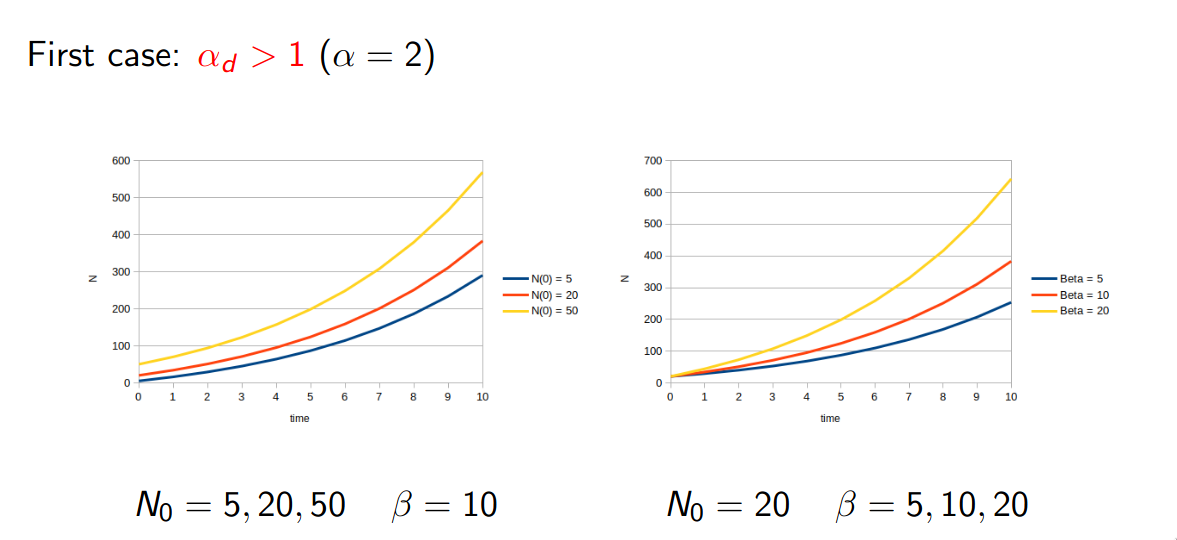 First case: αd > 1 (α = 2)
600
500
400
300
200
100
0
N
0 1 2 3 4 5 6 7 8 9 10
time
N(0) = 5
N(0) = 20
N(0) = 50
N0 = 5, 20, 50 β = 10
700
600
500
400
300
200
100
0
N
0 1 2 3 4 5 6 7 8 9 10
time
Beta = 5
Beta = 10
Beta = 20
N0 = 20 β = 5, 10, 20